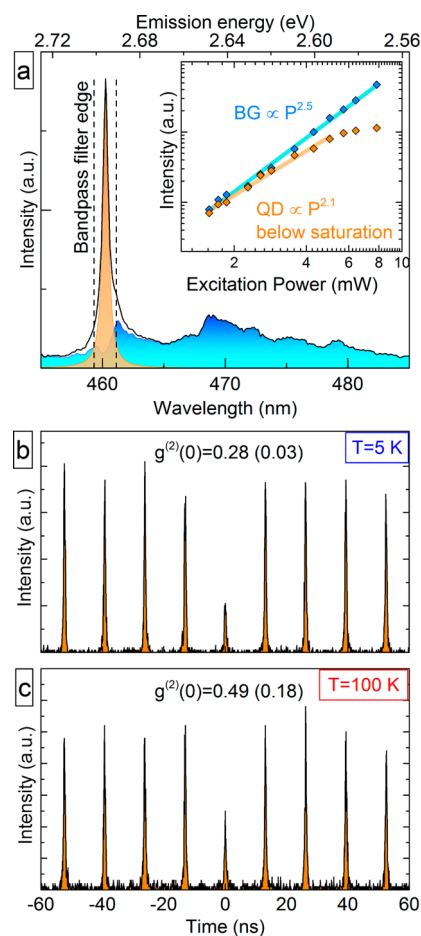 Emission energy (eV)
2.72 2.68 2.64 2.60 2.56
a
Bandpass filter edge
Intensity (a.u.)
Intensity (a.u.)
BG ∝ P^2.5
QD ∝ P^2.1
below saturation
2 4 6 8 10
Excitation Power (mW)
460 470 480
Wavelength (nm)
b
g^(2)(0)=0.28 (0.03)
T=5 K
Intensity (a.u.)
c
g^(2)(0)=0.49 (0.18)
T=100 K
Intensity (a.u.)
-60 -40 -20 0 20 40 60
Time (ns)